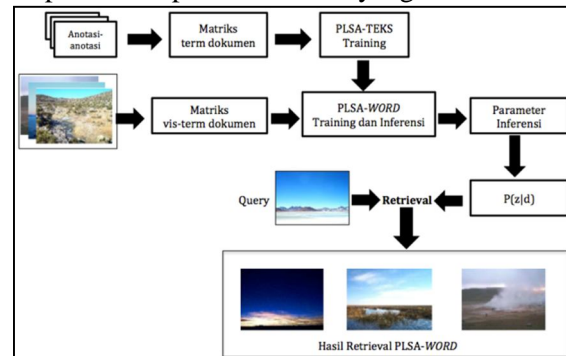 Anotasi-
anotasi
Matriks
term dokumen
PLSA-TEKS
Training
Matriks
vis-term dokumen
PLSA-WORD
Training dan Inferensi
Parameter
Inferensi
Query
Retrieval
P(z|d)
Hasil Retrieval PLSA-WORD